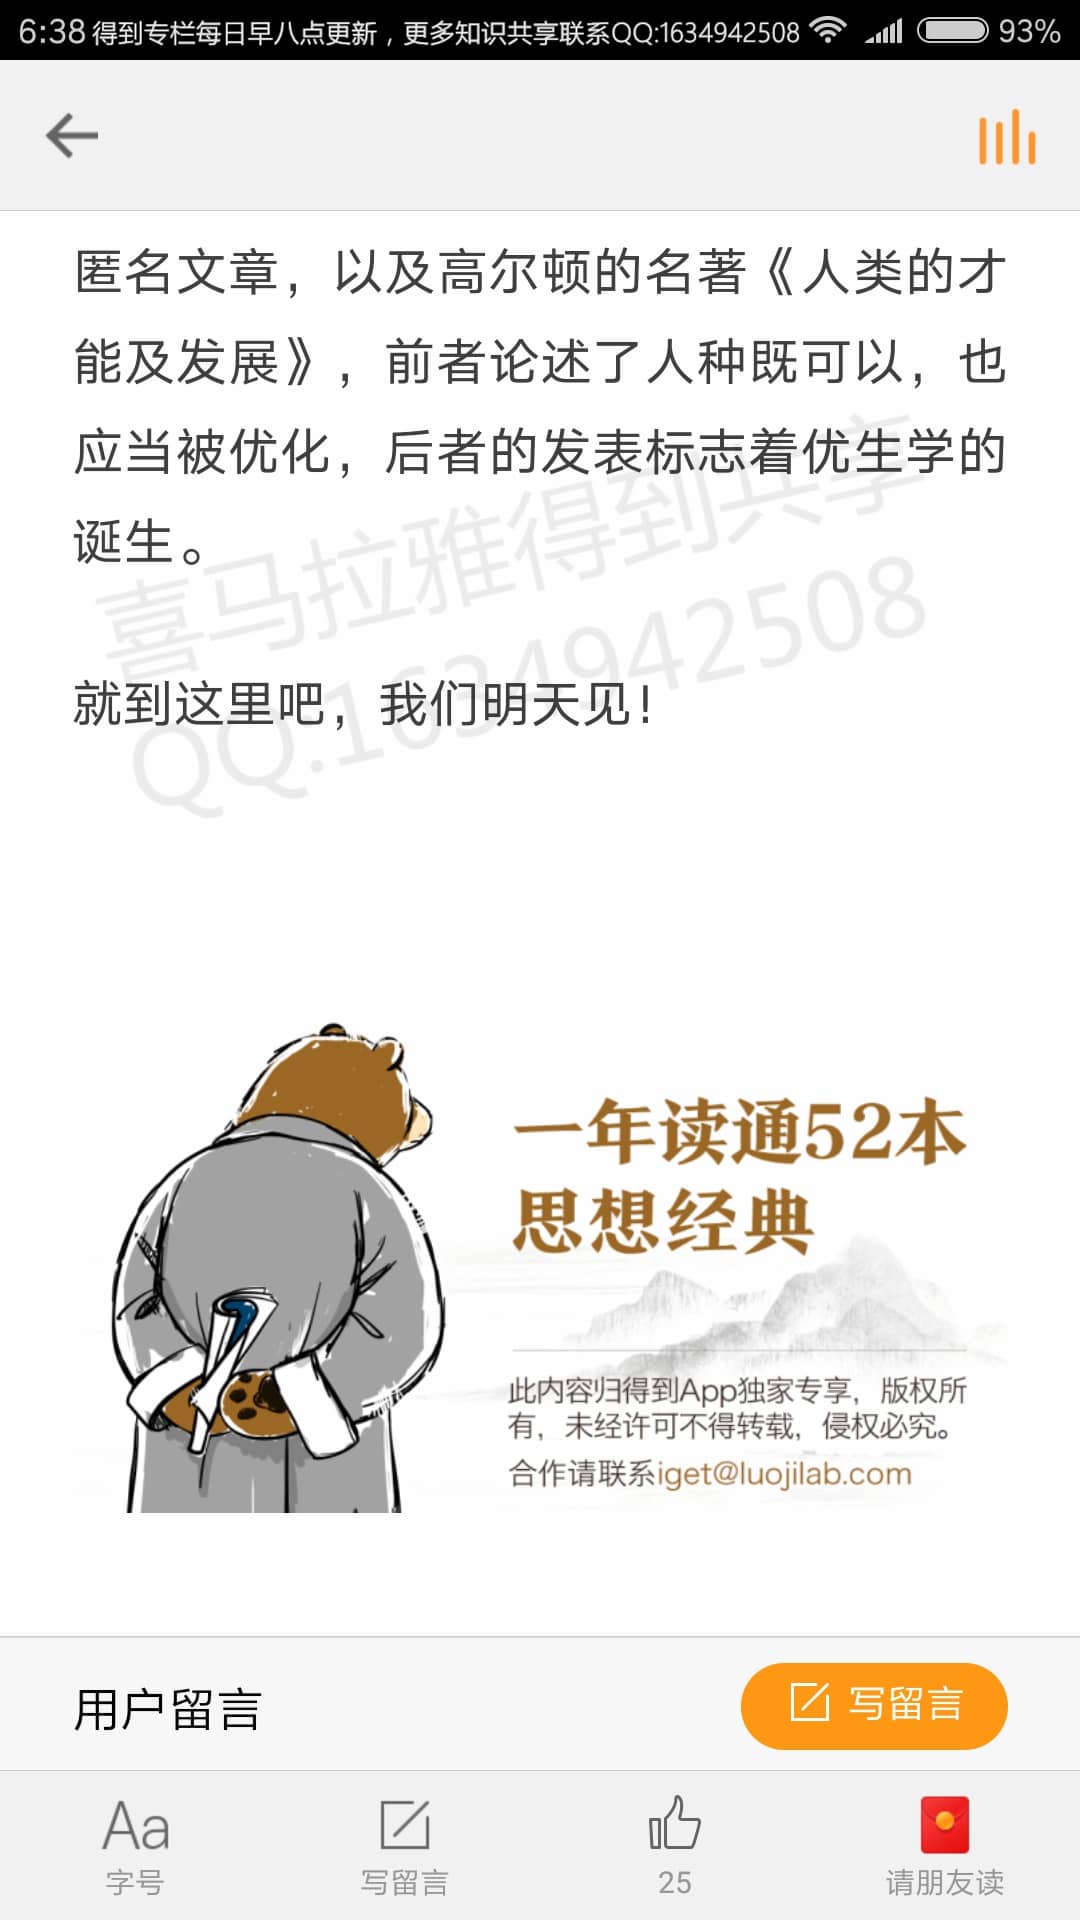 6:38 得到专栏每日早八点更新，更多知识共享联系QQ:1634942508 93%
匿名文章，以及高尔顿的名著《人类的才
能及发展》，前者论述了人种既可以，也
应当被优化，后者的发表标志着优生学的
诞生。
喜马拉雅得到共享
QQ:1634942508
就到这里吧，我们明天见！
一年读通52本
思想经典
此内容归得到App独家专享，版权所
有，未经许可不得转载，侵权必究。
合作请联系iget@luojilab.com
用户留言
写留言
Aa
字号
写留言
25
请朋友读